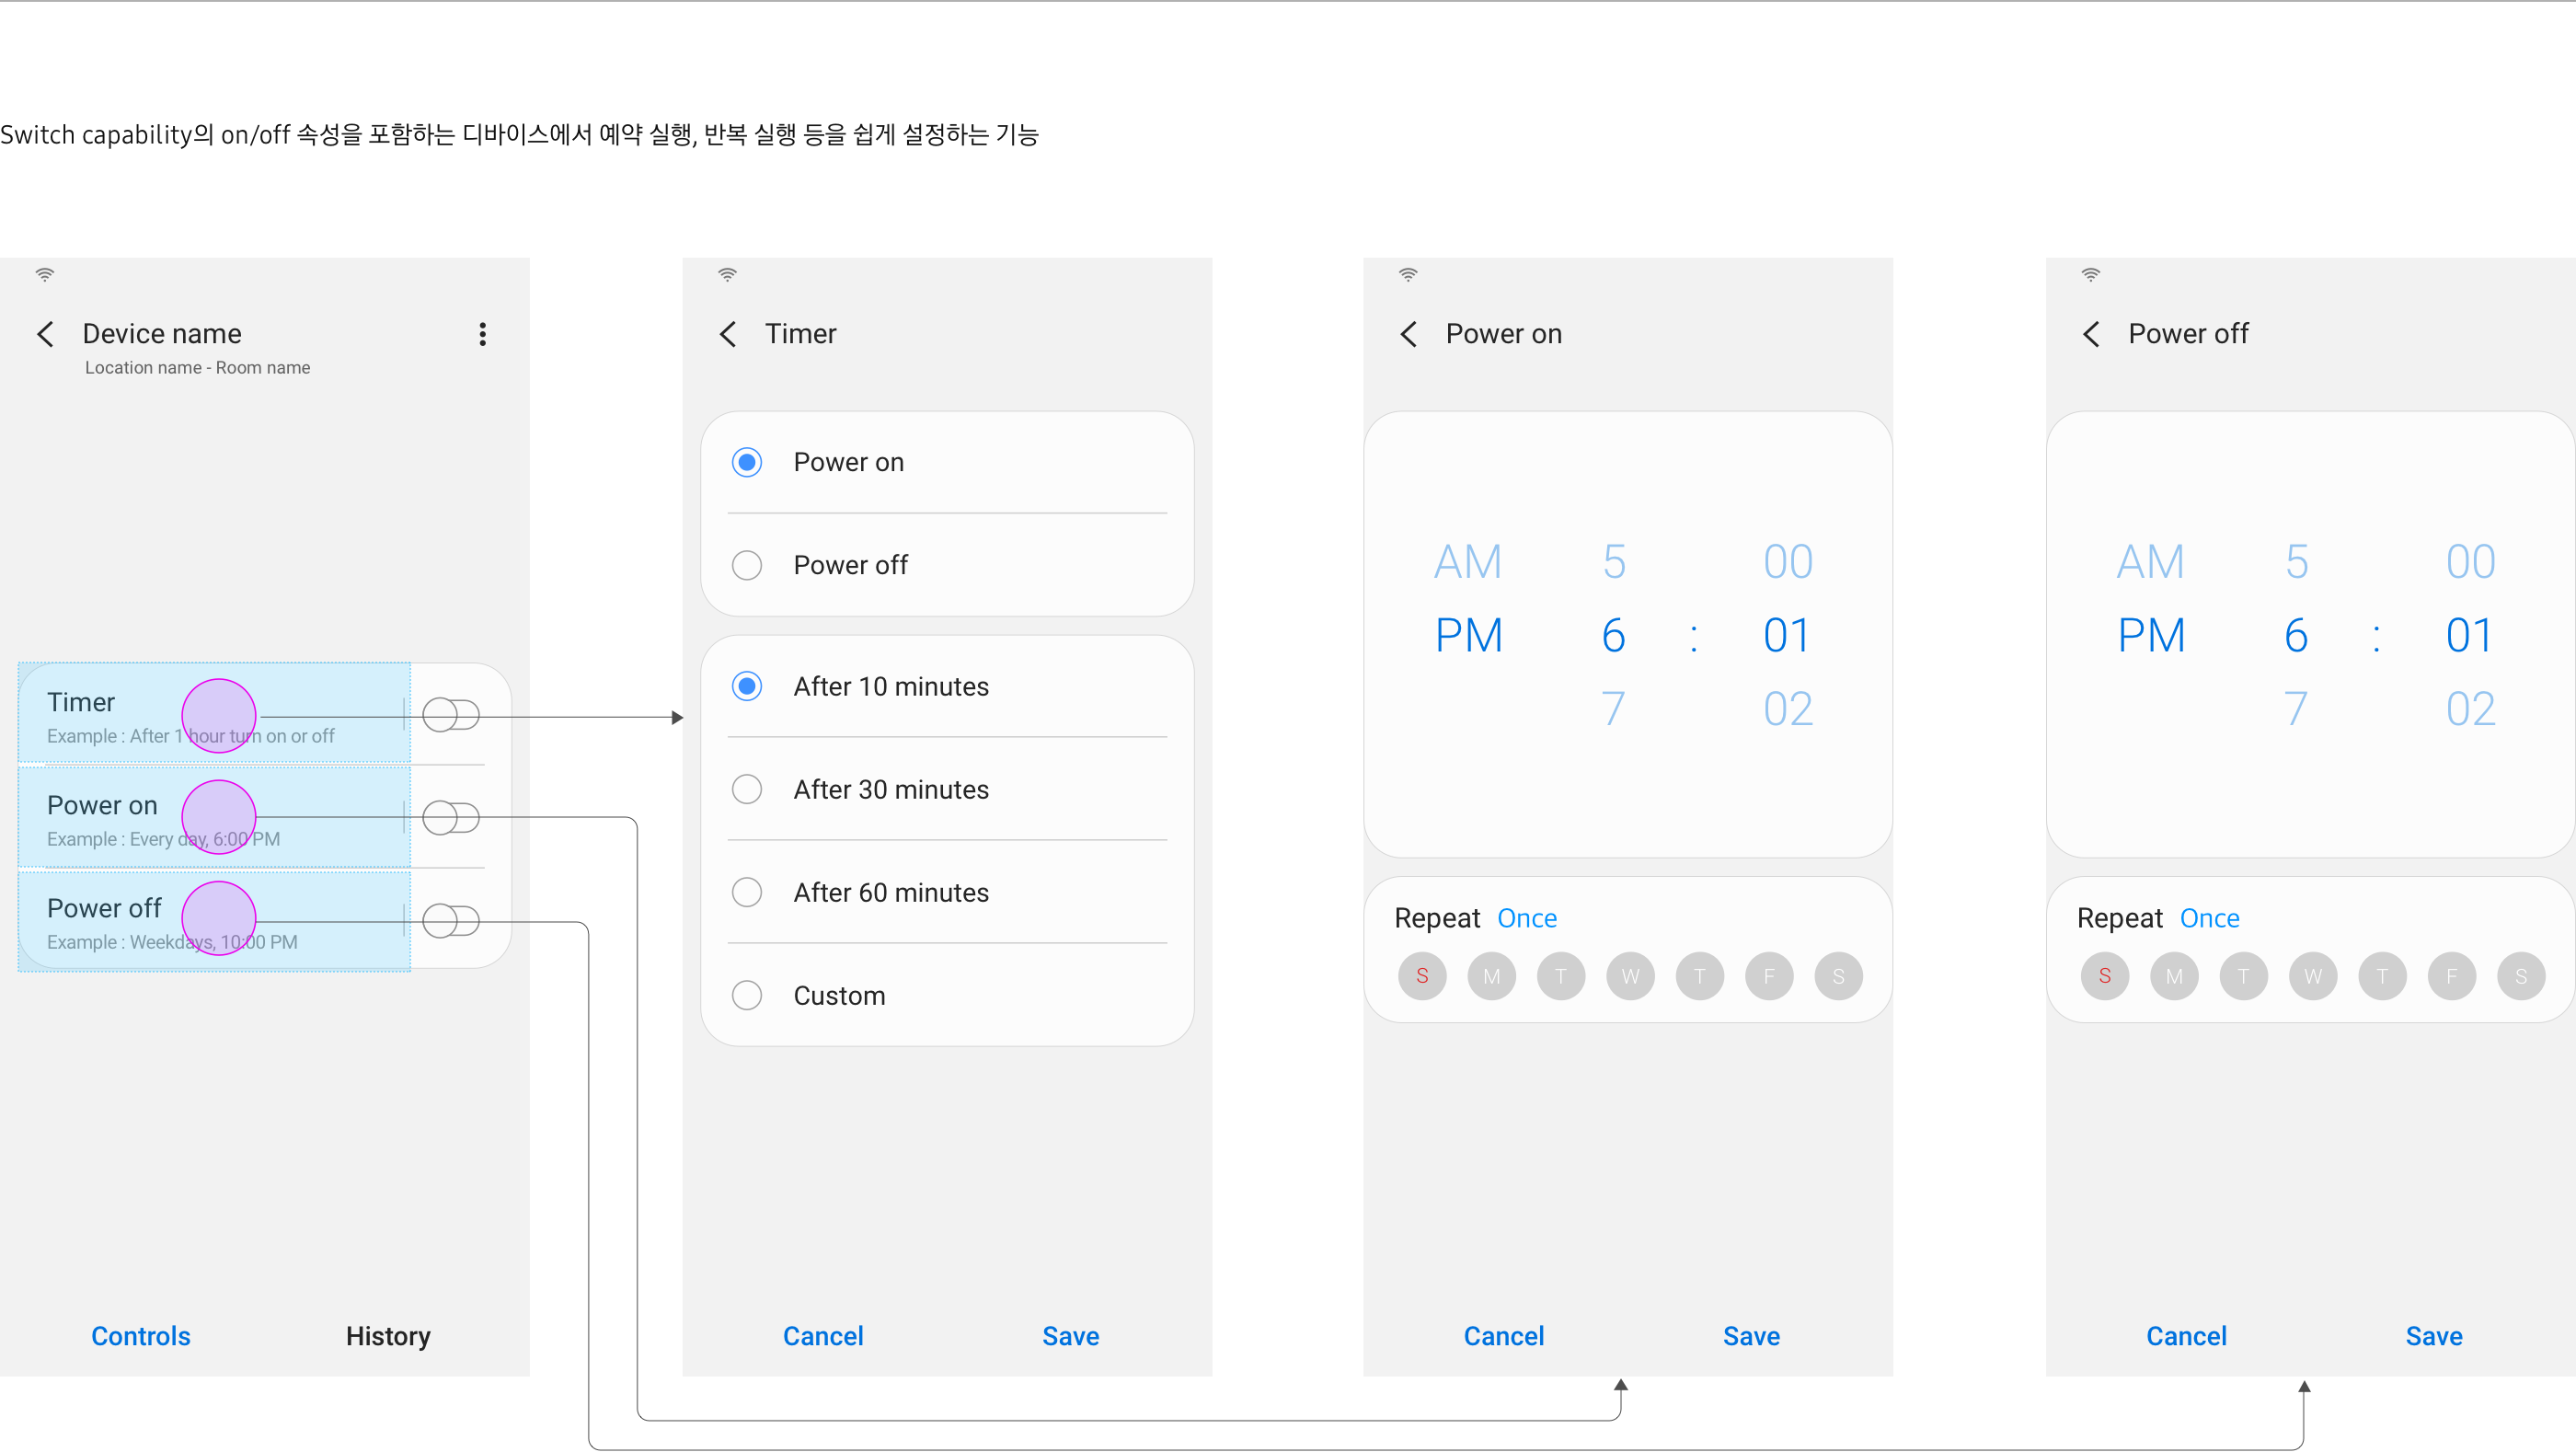 Switch capability의 on/off 속성을 포함하는 디바이스에서 예약 실행, 반복 실행 등을 쉽게 설정하는 기능
Device name
Location name - Room name
Timer
Example : After 1 hour turn on or off
Power on
Example : Every day, 6:00 PM
Power off
Example : Weekdays, 10:00 PM
Controls History
Timer
Power on
Power off
After 10 minutes
After 30 minutes
After 60 minutes
Custom
Cancel Save
Power on
AM 5 00
PM 6 : 01
7 02
Repeat Once
S M T W T F S
Cancel Save
Power off
AM 5 00
PM 6 : 01
7 02
Repeat Once
S M T W T F S
Cancel Save